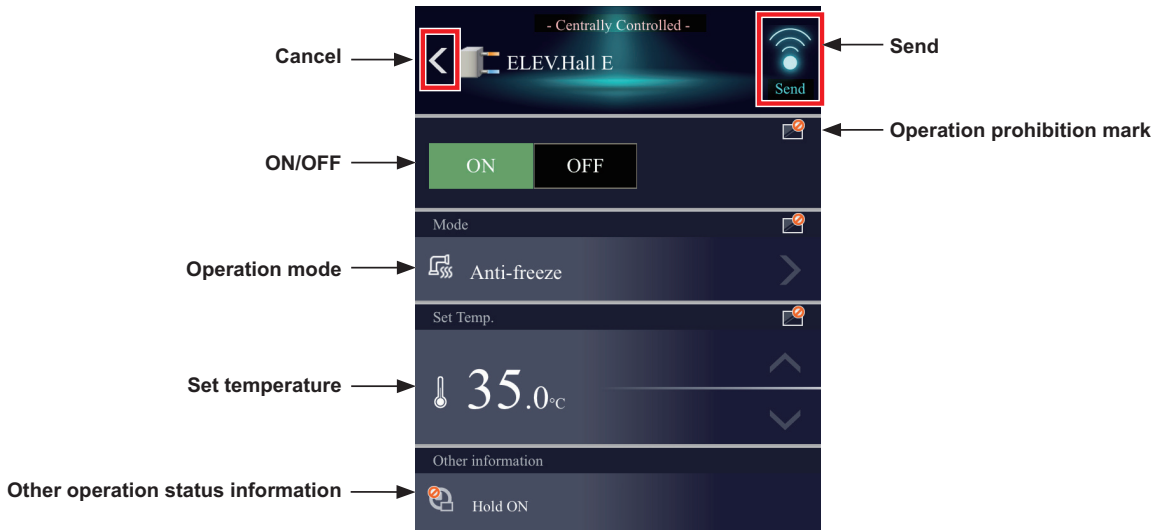 - Centrally Controlled -
Cancel
ELEV.Hall E
Send
Send
Operation prohibition mark
ON/OFF
ON
OFF
Mode
Operation mode
Anti-freeze
Set Temp.
Set temperature
35.0°C
Other information
Other operation status information
Hold ON